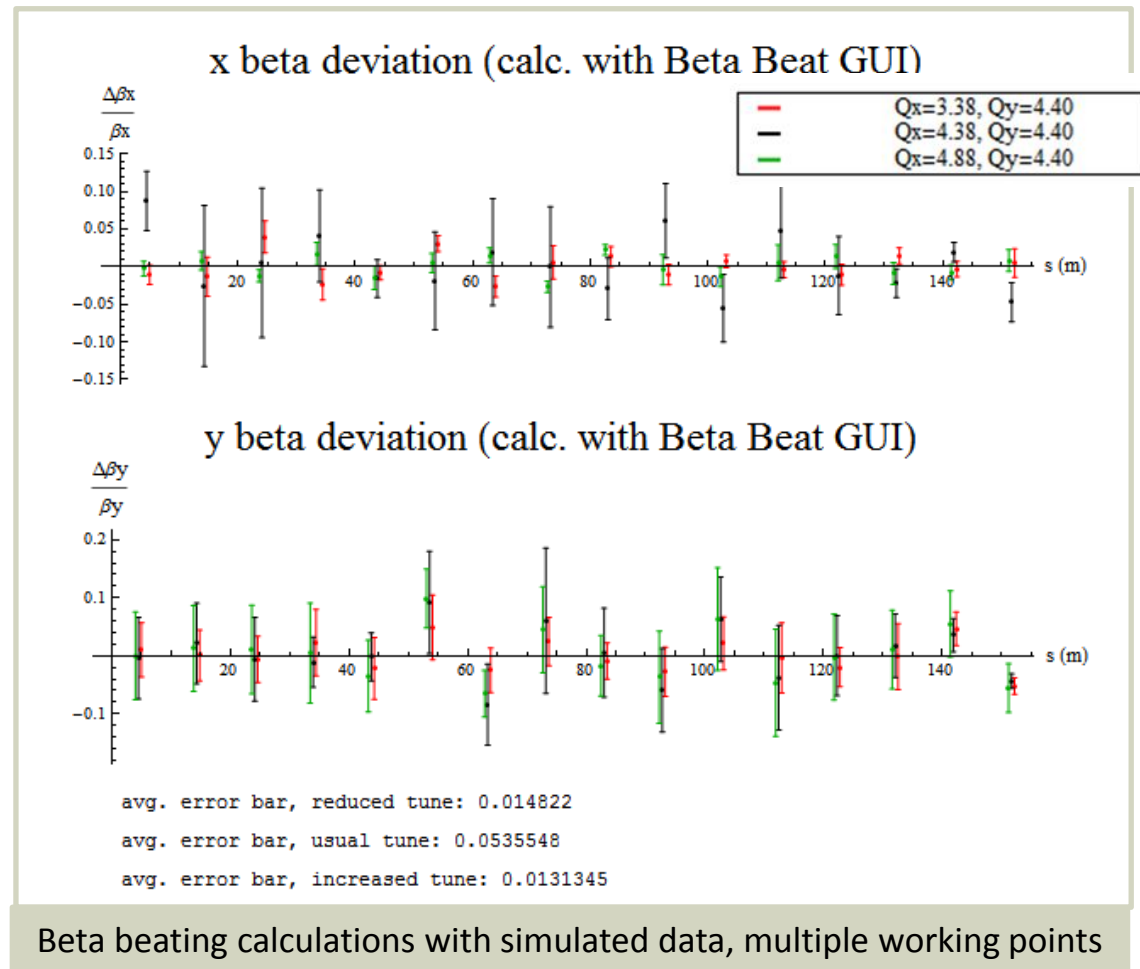 x beta deviation (calc. with Beta Beat GUI)
Δβx
βx
Qx=3.38, Qy=4.40
Qx=4.38, Qy=4.40
Qx=4.88, Qy=4.40
0.15
0.10
0.05
20 40 60 80 100 120 140 s (m)
−0.05
−0.10
−0.15
y beta deviation (calc. with Beta Beat GUI)
Δβy
βy
0.2
0.1
20 40 60 80 100 120 140 s (m)
−0.1
avg. error bar, reduced tune: 0.014822
avg. error bar, usual tune: 0.0535548
avg. error bar, increased tune: 0.0131345
Beta beating calculations with simulated data, multiple working points